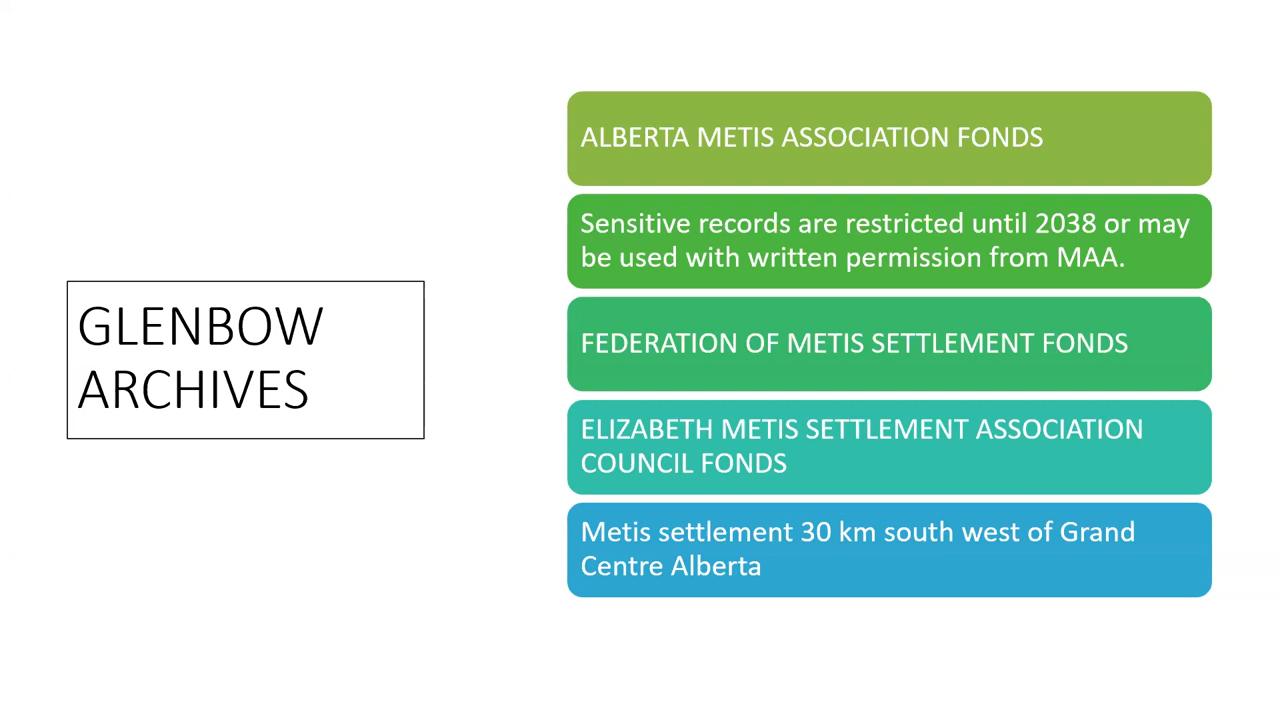 GLENBOW
ARCHIVES
ALBERTA METIS ASSOCIATION FONDS
Sensitive records are restricted until 2038 or may
be used with written permission from MAA.
FEDERATION OF METIS SETTLEMENT FONDS
ELIZABETH METIS SETTLEMENT ASSOCIATION
COUNCIL FONDS
Metis settlement 30 km south west of Grand
Centre Alberta